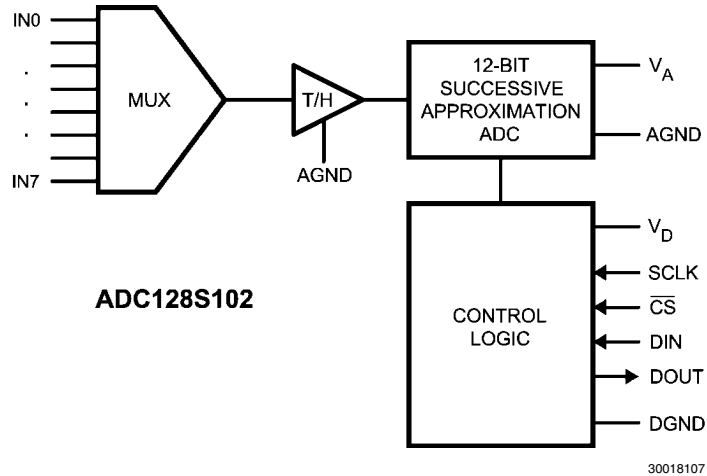 IN0
.
.
.
IN7
MUX
T/H
AGND
12-BIT
SUCCESSIVE
APPROXIMATION
ADC
VA
AGND
VD
SCLK
C̅S̅
DIN
DOUT
DGND
CONTROL
LOGIC
ADC128S102
30018107